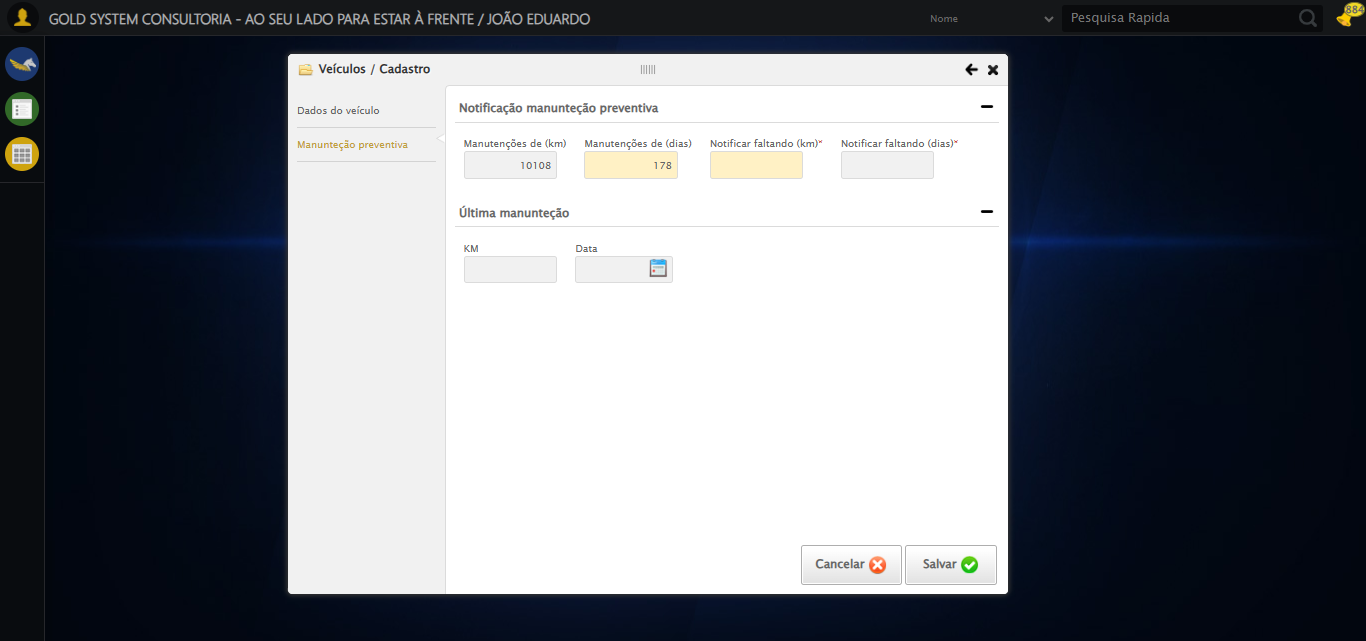 GOLD SYSTEM CONSULTORIA - AO SEU LADO PARA ESTAR À FRENTE / JOÃO EDUARDO
Nome
Pesquisa Rapida
884
Veículos / Cadastro
Dados do veículo
Manunteção preventiva
Notificação manunteção preventiva
Manutenções de (km) Manutenções de (dias) Notificar faltando (km)* Notificar faltando (dias)*
10108 178
Última manunteção
KM Data
Cancelar Salvar